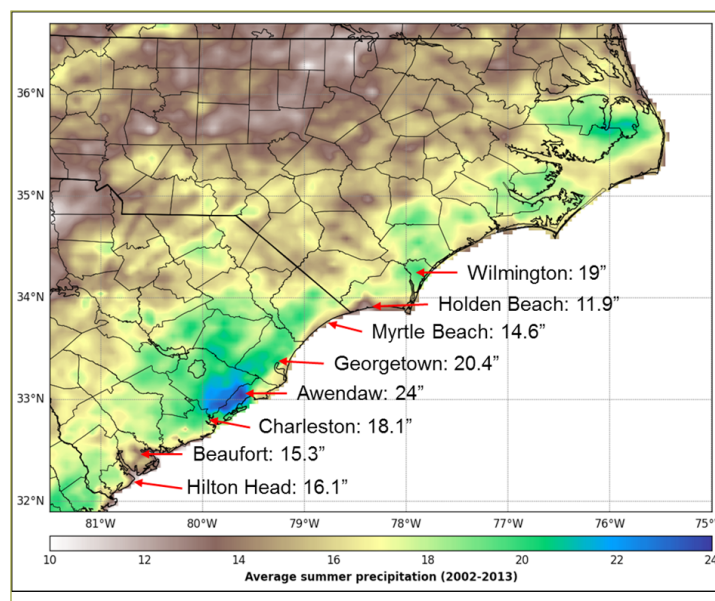 36°N
35°N
34°N
33°N
32°N
Wilmington: 19”
Holden Beach: 11.9”
Myrtle Beach: 14.6”
Georgetown: 20.4”
Awendaw: 24”
Charleston: 18.1”
Beaufort: 15.3”
Hilton Head: 16.1”
81°W 80°W 79°W 78°W 77°W 76°W 75°
10 12 14 16 18 20 22 24
Average summer precipitation (2002-2013)